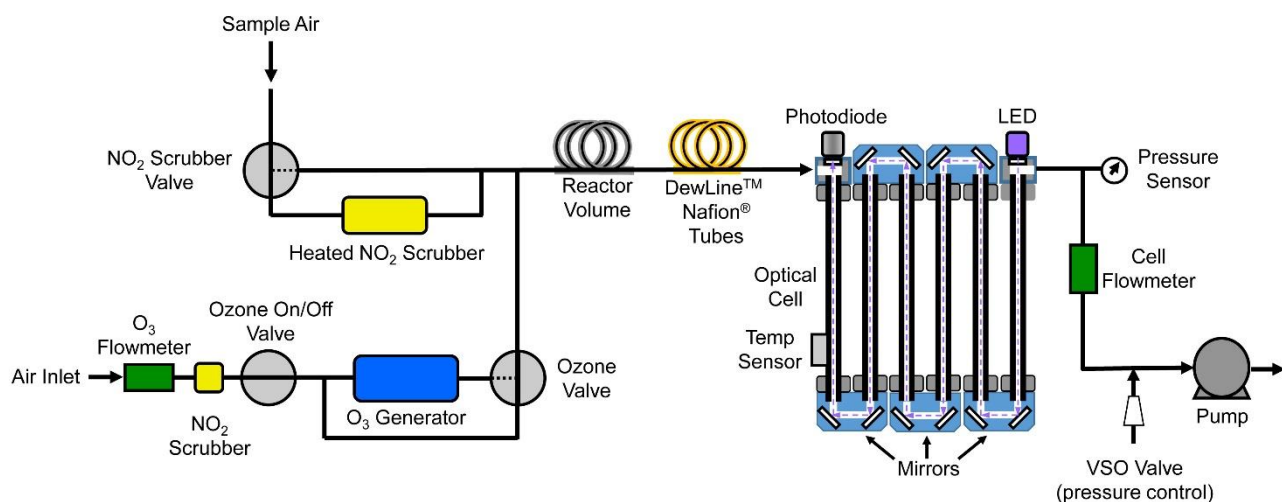 Sample Air
NO₂ Scrubber
Valve
Heated NO₂ Scrubber
Reactor
Volume
DewLine™
Nafion®
Tubes
Photodiode
LED
Pressure
Sensor
Optical
Cell
Temp
Sensor
Cell
Flowmeter
Ozone On/Off
Valve
O₃
Flowmeter
Air Inlet
NO₂
Scrubber
O₃ Generator
Ozone
Valve
Mirrors
Pump
VSO Valve
(pressure control)